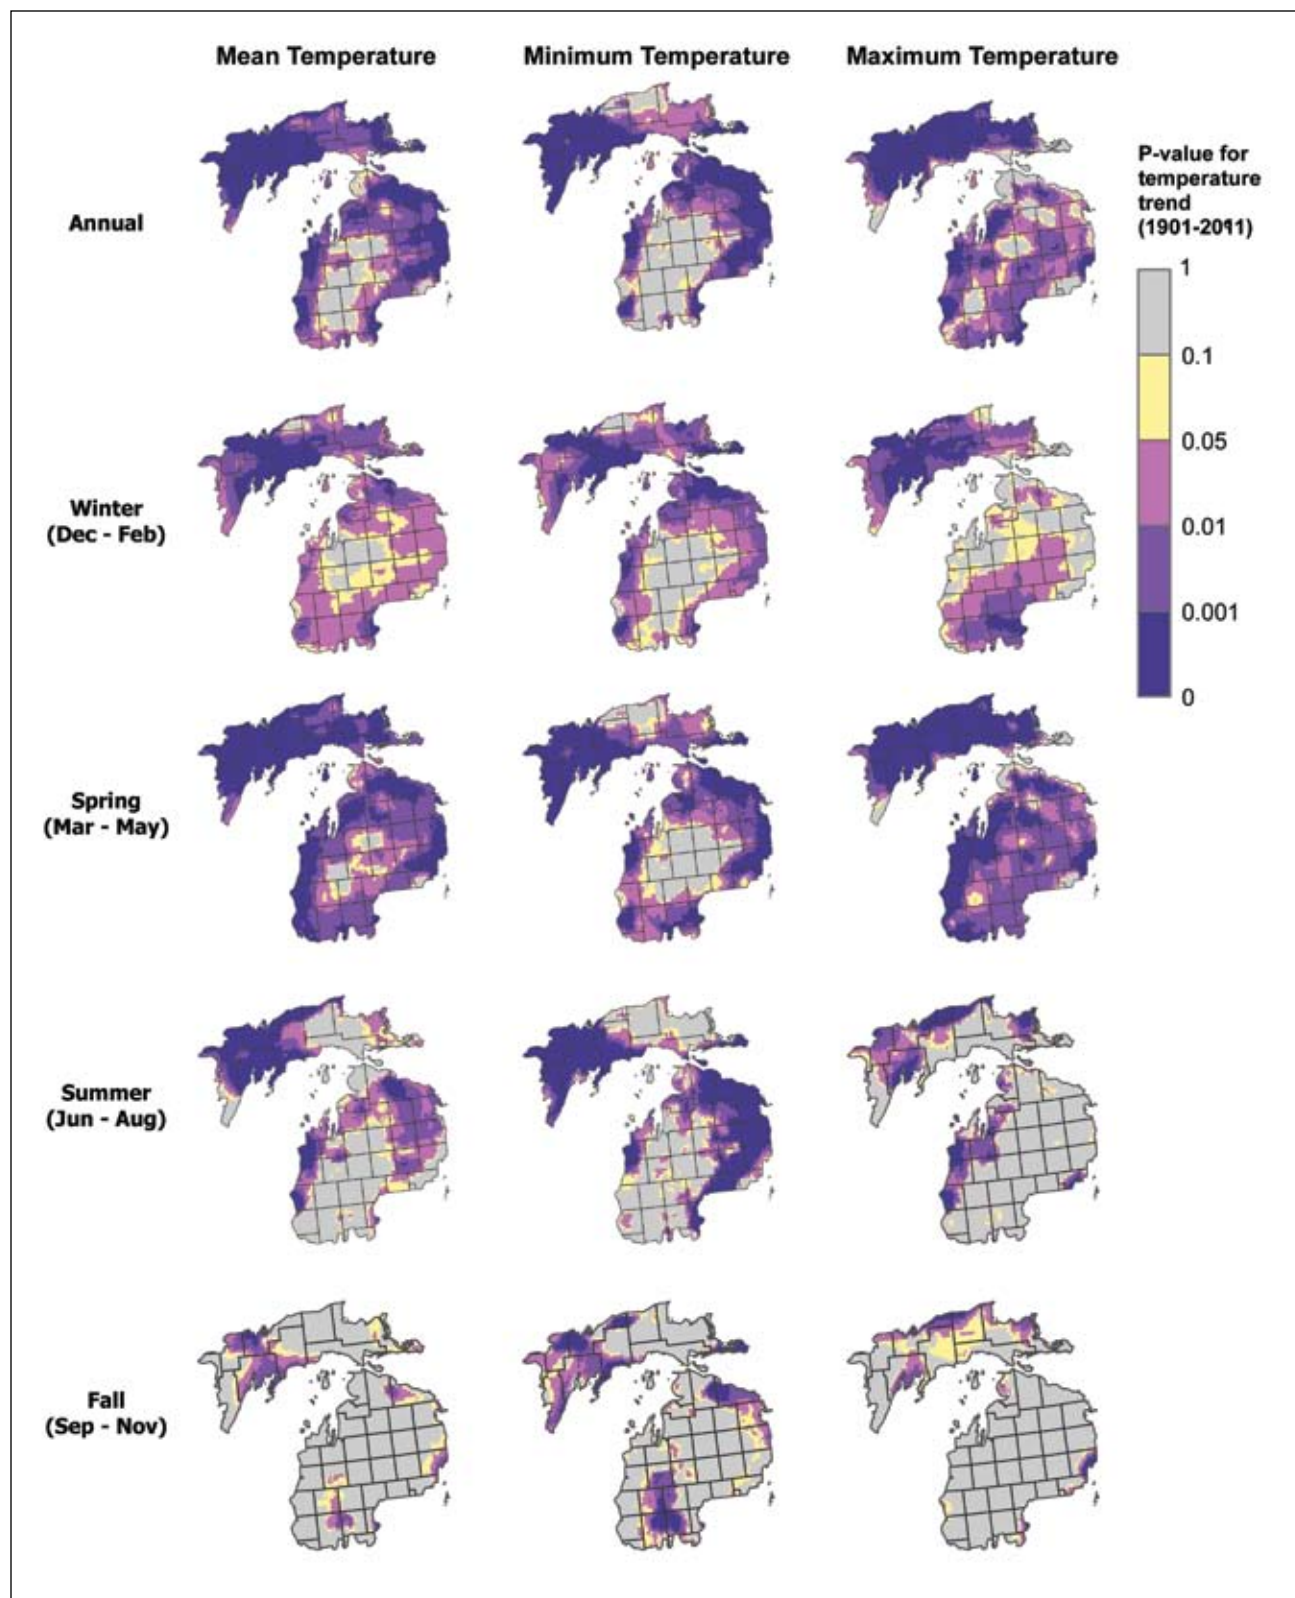 Mean Temperature
Minimum Temperature
Maximum Temperature
P-value for
temperature
trend
(1901-2011)
1
0.1
0.05
0.01
0.001
0
Annual
Winter
(Dec - Feb)
Spring
(Mar - May)
Summer
(Jun - Aug)
Fall
(Sep - Nov)